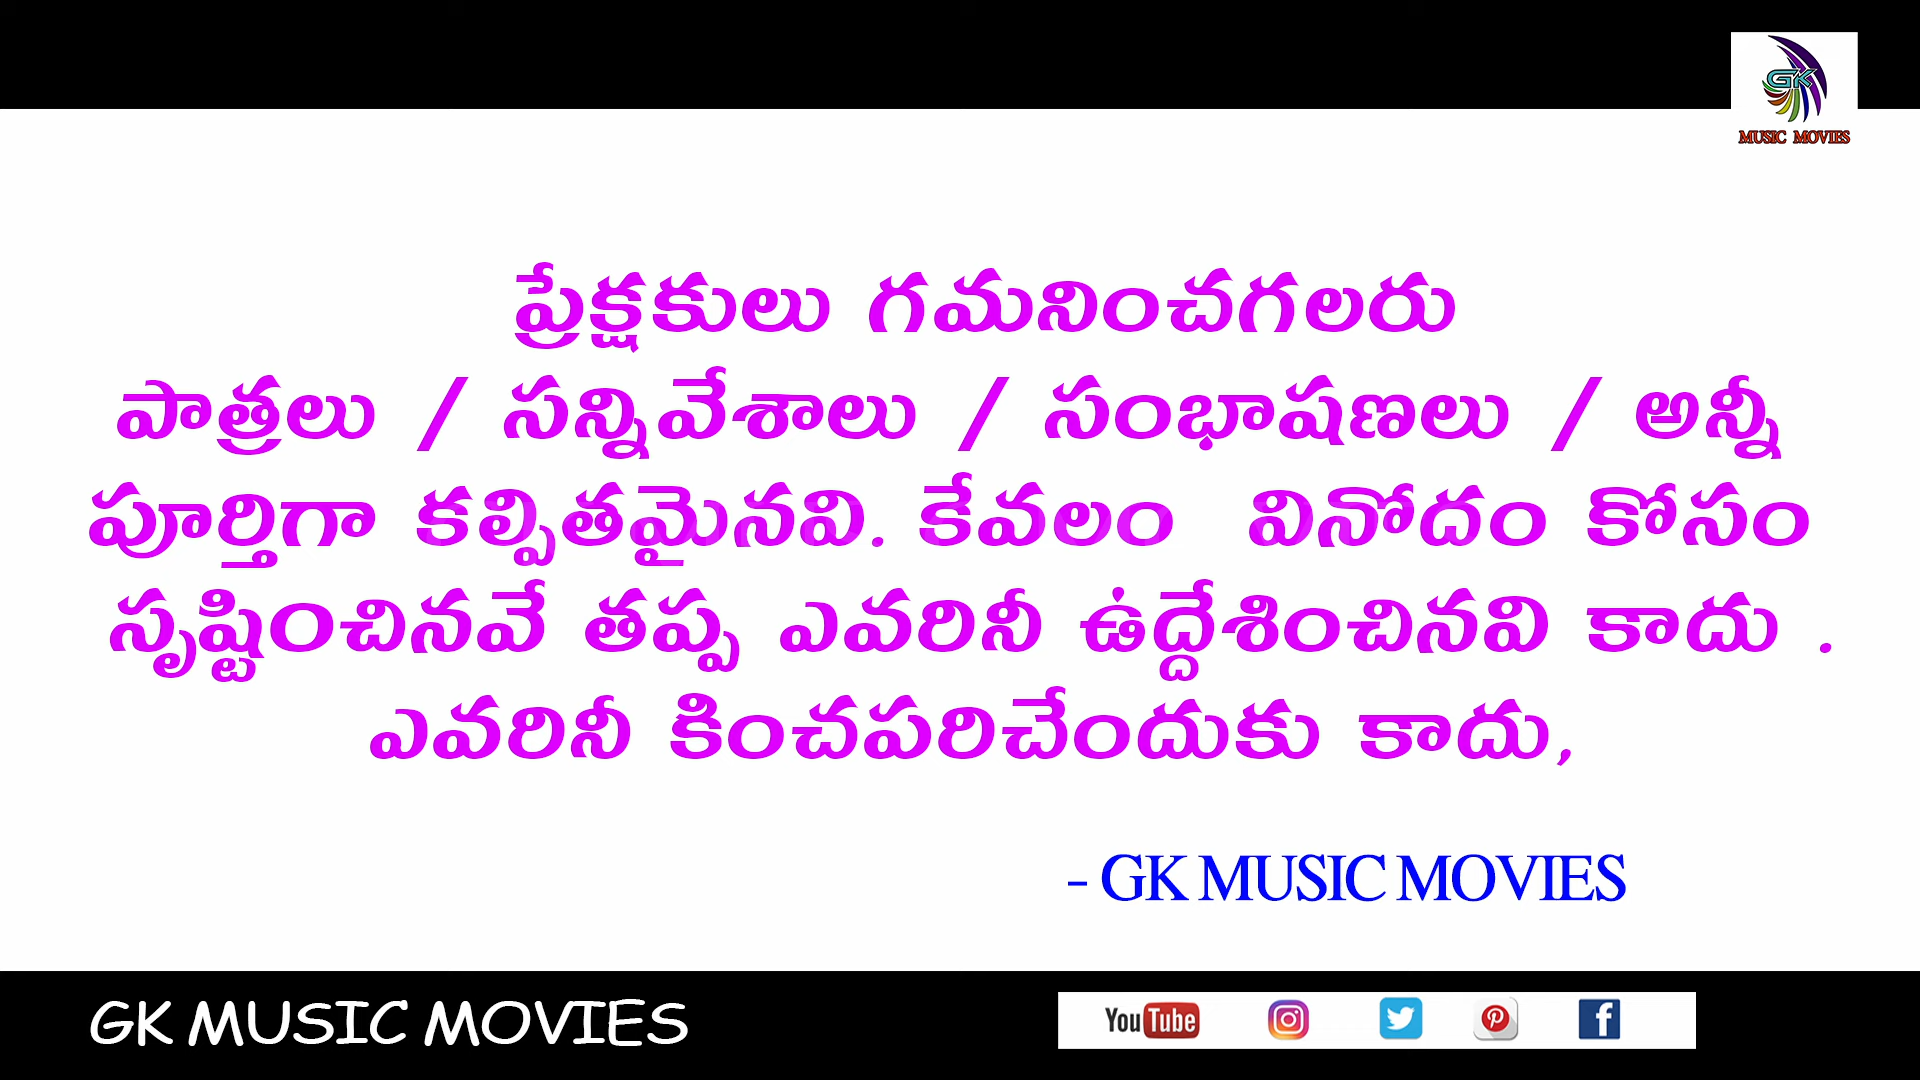 GK
MUSIC MOVIES
ప్రేక్షకులు గమనించగలరు
పాత్రలు / సన్నివేశాలు / సంభాషణలు / అన్నీ
పూర్తిగా కల్పితమైనవి. కేవలం వినోదం కోసం
సృష్టించినవే తప్ప ఎవరినీ ఉద్దేశించినవి కాదు .
ఎవరినీ కించపరిచేందుకు కాదు,
- GK MUSIC MOVIES
GK MUSIC MOVIES
YouTube